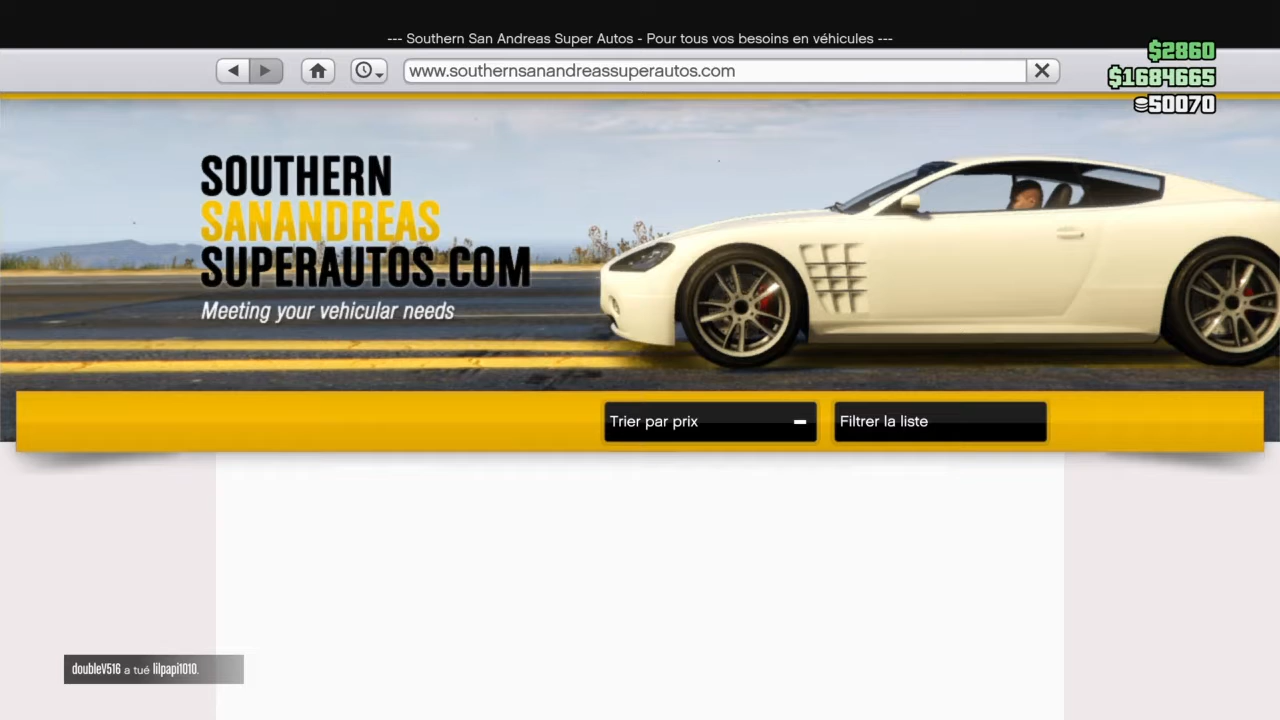 --- Southern San Andreas Super Autos - Pour tous vos besoins en véhicules ---
$2860
www.southernsanandreassuperautos.com
$1684665
50070
SOUTHERN
SANANDREAS
SUPERAUTOS.COM
Meeting your vehicular needs
Trier par prix
Filtrer la liste
doubleV516 a tué lilpapi1010.